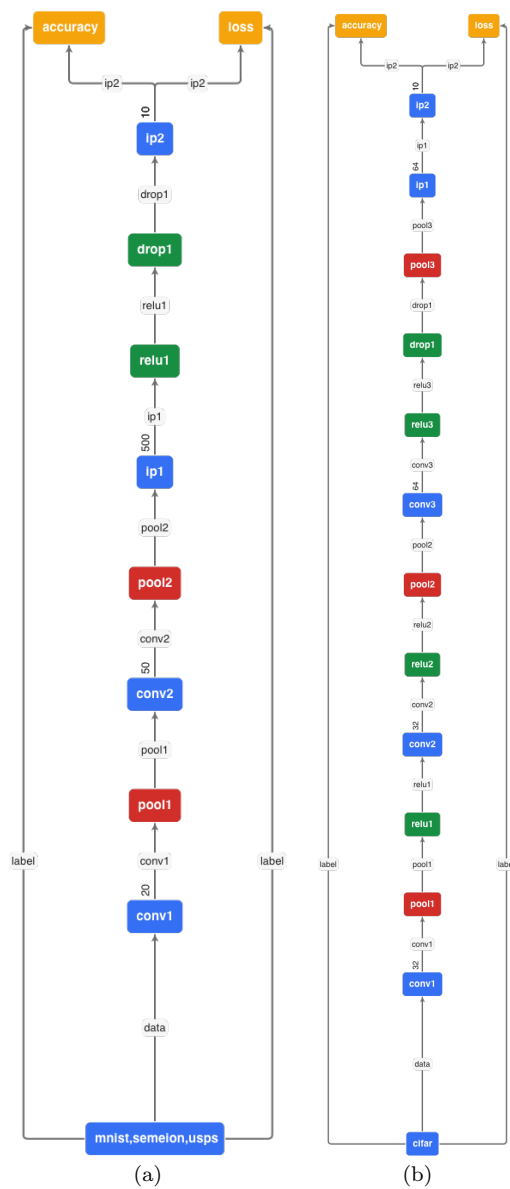 accuracy
loss
ip2
ip2
10
ip2
drop1
drop1
relu1
relu1
ip1
500
ip1
pool2
pool2
conv2
50
conv2
pool1
pool1
label
conv1
label
20
conv1
data
mnist,semeion,usps
(a)
accuracy
loss
ip2
ip2
10
ip2
ip1
64
ip1
pool3
pool3
drop1
drop1
relu3
relu3
conv3
64
conv3
pool2
pool2
relu2
relu2
conv2
32
conv2
relu1
relu1
label
pool1
labe
pool1
conv1
32
conv1
data
cifar
(b)